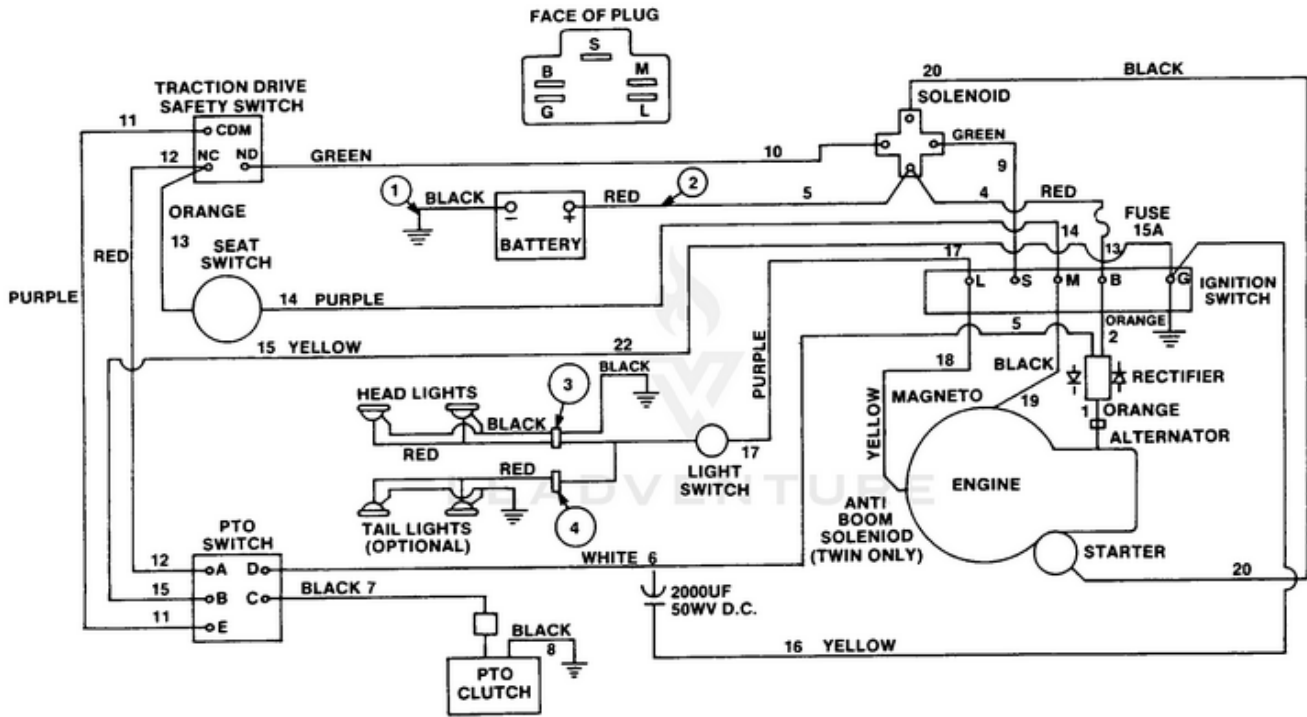 FACE OF PLUG
S
B
M
G
L
20
BLACK
TRACTION DRIVE
SAFETY SWITCH
SOLENOID
11
COM
12
NC
ND
GREEN
10
GREEN
9
1
BLACK
2
RED
5
4
RED
-
+
BATTERY
ORANGE
13
FUSE
15A
14
13
17
RED
SEAT
SWITCH
L
S
M
B
G
IGNITION
SWITCH
PURPLE
14
PURPLE
ORANGE
5
2
15
YELLOW
22
18
BLACK
BLACK
3
PURPLE
MAGNETO
RECTIFIER
HEAD LIGHTS
19
1
ORANGE
BLACK
YELLOW
ALTERNATOR
RED
17
RED
LIGHT
SWITCH
ENGINE
LEADVENTURE
4
ANTI
BOOM
SOLENIOD
(TWIN ONLY)
TAIL LIGHTS
(OPTIONAL)
PTO
SWITCH
STARTER
WHITE
6
12
A
D
20
15
B
C
BLACK 7
2000UF
50WV D.C.
11
E
BLACK
8
16
YELLOW
PTO
CLUTCH